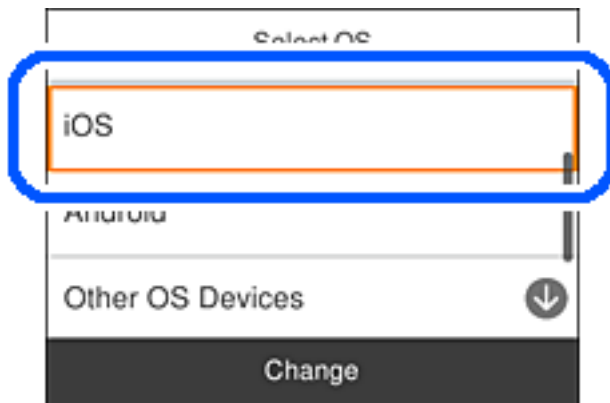 Select OS
iOS
Android
Other OS Devices
Change